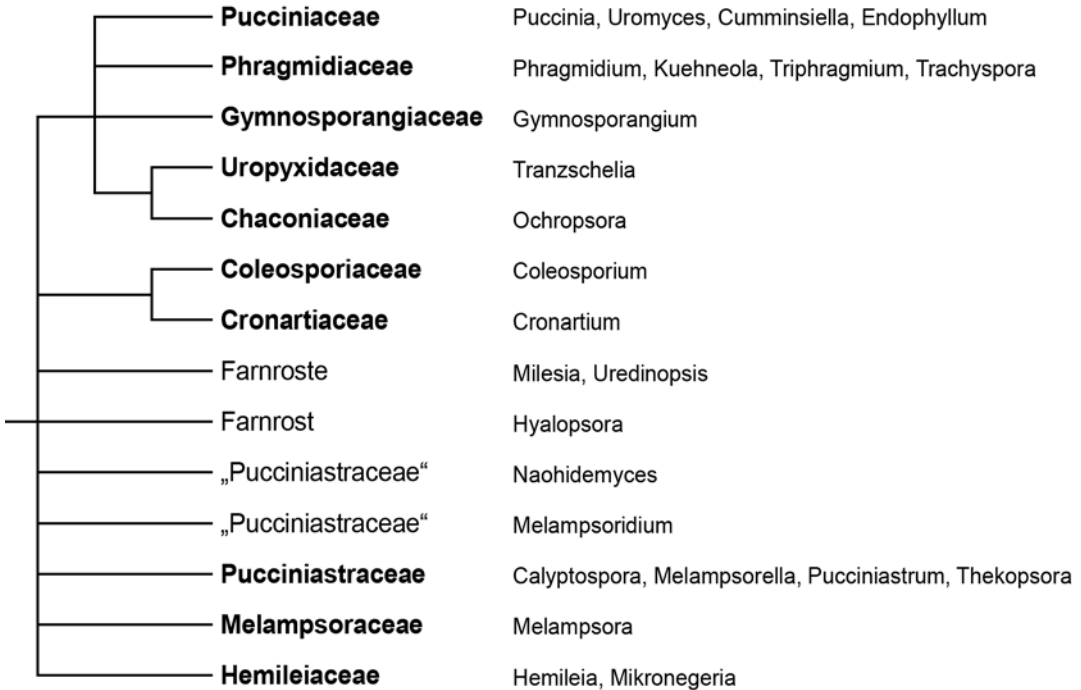 Pucciniaceae Puccinia, Uromyces, Cumminsiella, Endophyllum
Phragmidiaceae Phragmidium, Kuehneola, Triphragmium, Trachyspora
Gymnosporangiaceae Gymnosporangium
Uropyxidaceae Tranzschelia
Chaconiaceae Ochropsora
Coleosporiaceae Coleosporium
Cronartiaceae Cronartium
Farnroste Milesia, Uredinopsis
Farnrost Hyalopsora
„Pucciniastraceae“ Naohidemyces
„Pucciniastraceae“ Melampsoridium
Pucciniastraceae Calyptospora, Melampsorella, Pucciniastrum, Thekopsora
Melampsoraceae Melampsora
Hemileiaceae Hemileia, Mikronegeria